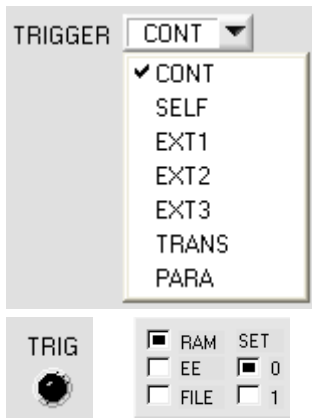 TRIGGER CONT
CONT
SELF
EXT1
EXT2
EXT3
TRANS
PARA
TRIG
RAM SET
EE 0
FILE 1